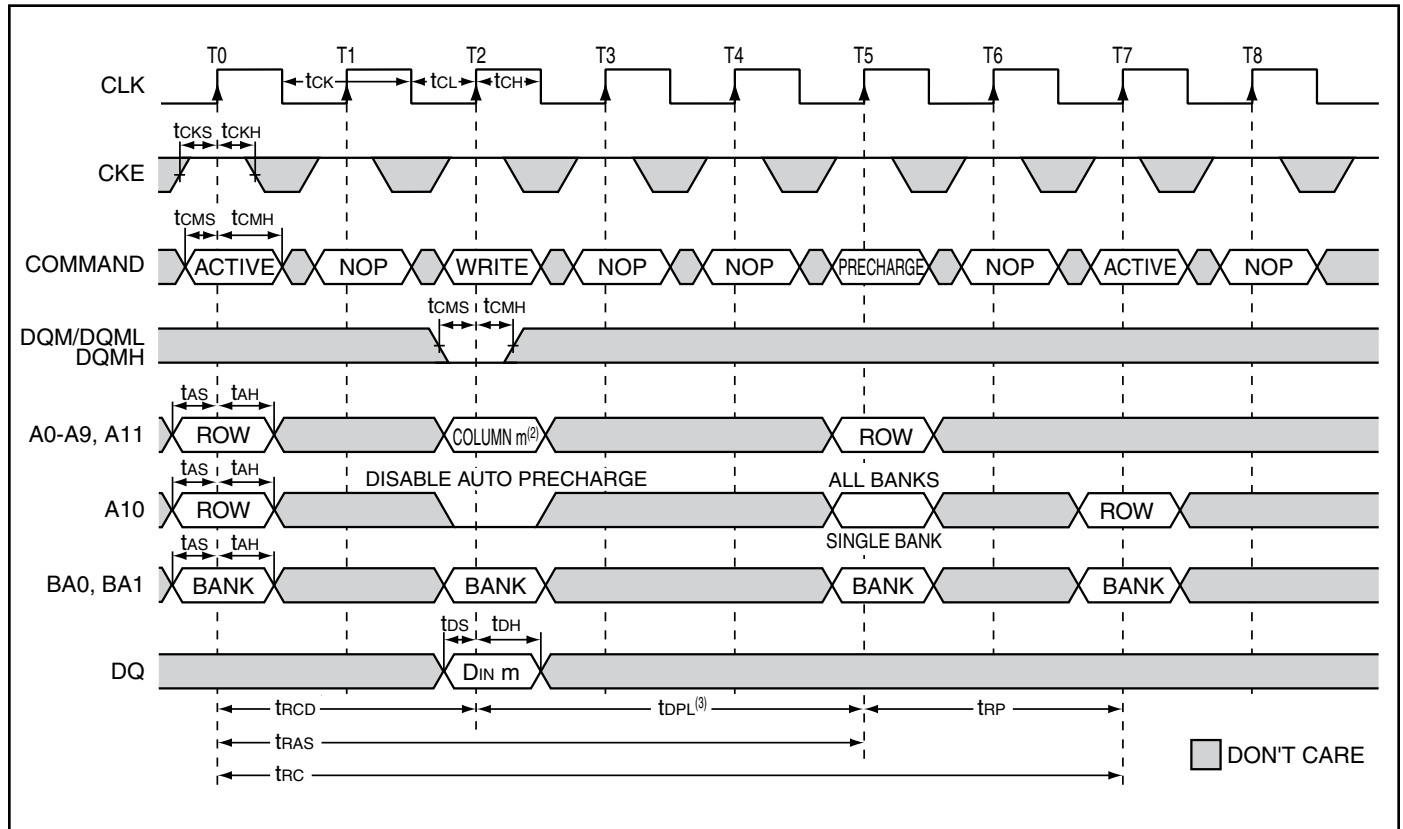 T0 T1 T2 T3 T4 T5 T6 T7 T8
CLK tCK tCL tCH
tCKS tCKH
CKE
tCMS tCMH
COMMAND ACTIVE NOP WRITE NOP NOP PRECHARGE NOP ACTIVE NOP
tCMS tCMH
DQM/DQML
DQMH
tAS tAH
A0-A9, A11 ROW COLUMN m(2) ROW
tAS tAH DISABLE AUTO PRECHARGE ALL BANKS
A10 ROW ROW
tAS tAH SINGLE BANK
BA0, BA1 BANK BANK BANK BANK
tDS tDH
DQ DIN m
tRCD tDPL(3) tRP
tRAS
DON'T CARE
tRC